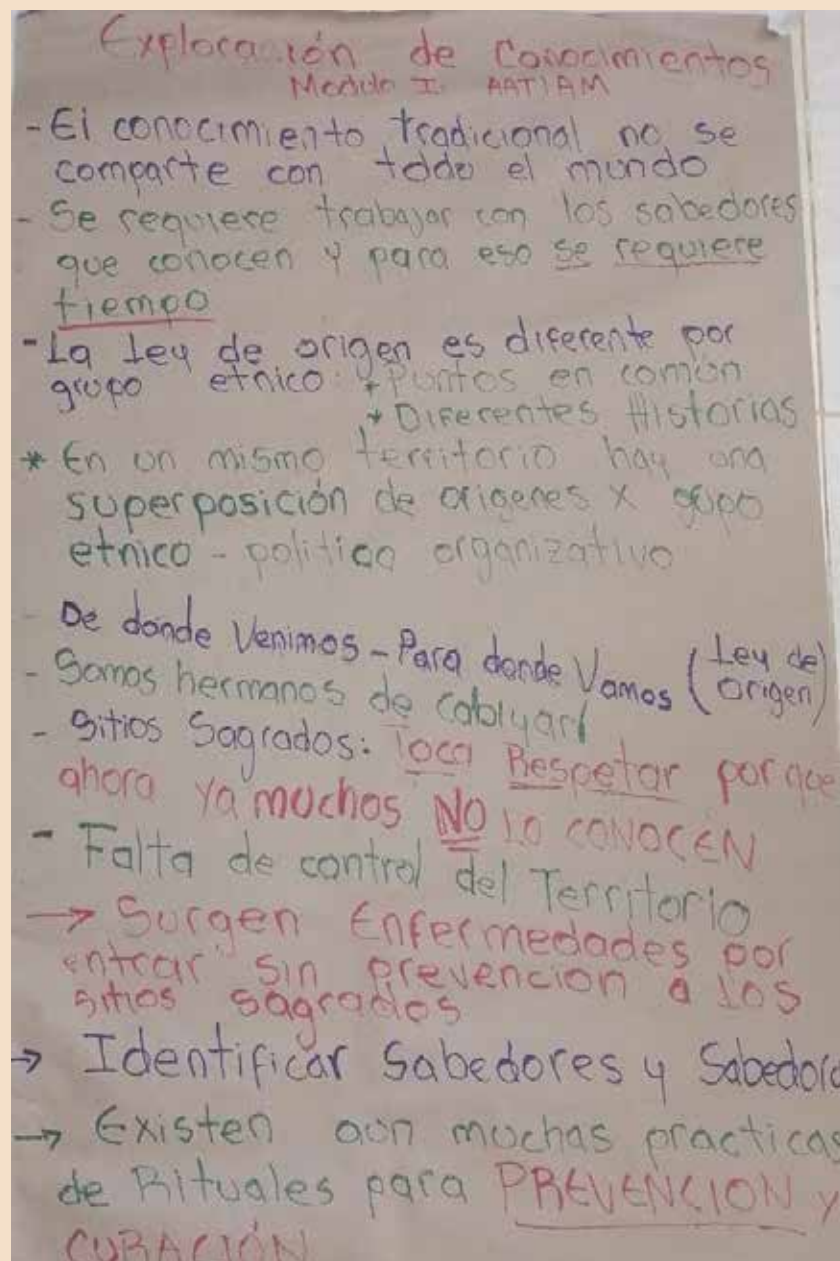 Exploración de Conocimientos
Modulo I. AATIAM
- El conocimiento tradicional no se
comparte con todo el mundo
- Se requiere trabajar con los sabedores
que conocen y para eso se requiere
tiempo
- La Ley de origen es diferente por
grupo etnico: * Puntos en común
* Diferentes Historias
* En un mismo territorio hay una
superposición de origenes x grupo
etnico - politico organizativo
- De donde Venimos - Para donde Vamos (Ley de
origen)
- Somos hermanos de cabiyarí
- Sitios Sagrados: Toca Respetar porque
ahora ya muchos NO LO CONOCEN
- Falta de control del Territorio
→ Surgen Enfermedades por
entrar sin prevencion a los
sitios sagrados
→ Identificar Sabedores y Sabedora
→ Existen aun muchas practicas
de Rituales para PREVENCION y
CURACIÓN